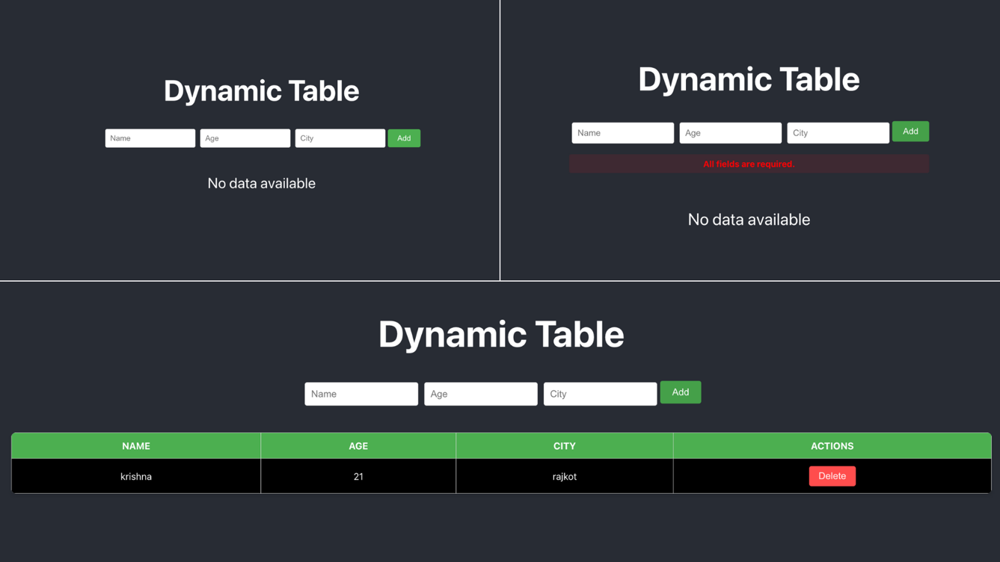 Dynamic Table
Name Age City Add
No data available
Dynamic Table
Name Age City Add
All fields are required.
No data available
Dynamic Table
Name Age City Add
NAME AGE CITY ACTIONS
krishna 21 rajkot Delete